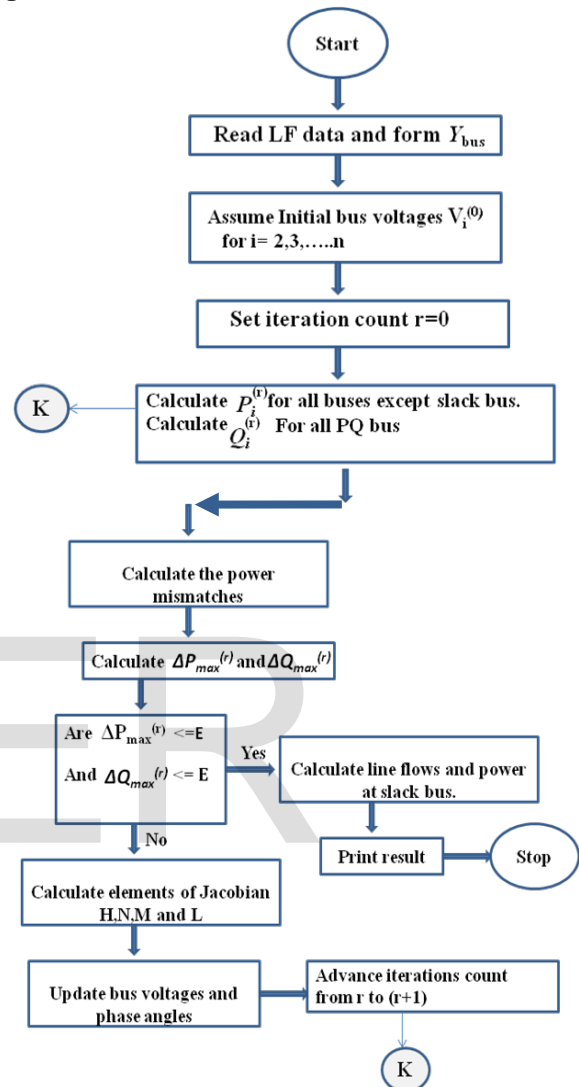 Start
Read LF data and form Y_bus
Assume Initial bus voltages V_i^(0)
for i= 2,3,…..n
Set iteration count r=0
K
Calculate P_i^(r) for all buses except slack bus.
Calculate Q_i^(r) For all PQ bus
Calculate the power
mismatches
Calculate ΔP_max^(r) and ΔQ_max^(r)
Are ΔP_max^(r) <=E
And ΔQ_max^(r) <= E
Yes
Calculate line flows and power
at slack bus.
No
Print result
Stop
Calculate elements of Jacobian
H,N,M and L
Update bus voltages and
phase angles
Advance iterations count
from r to (r+1)
K
ER